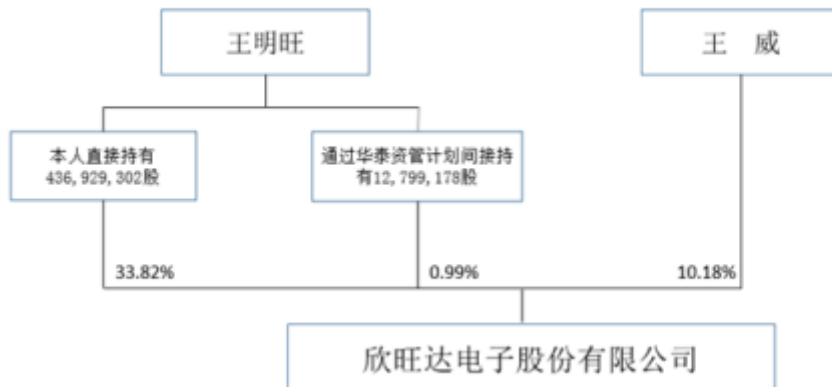 王明旺
王 威
本人直接持有
436,929,302股
通过华泰资管计划间接持
有12,799,178股
33.82%
0.99%
10.18%
欣旺达电子股份有限公司